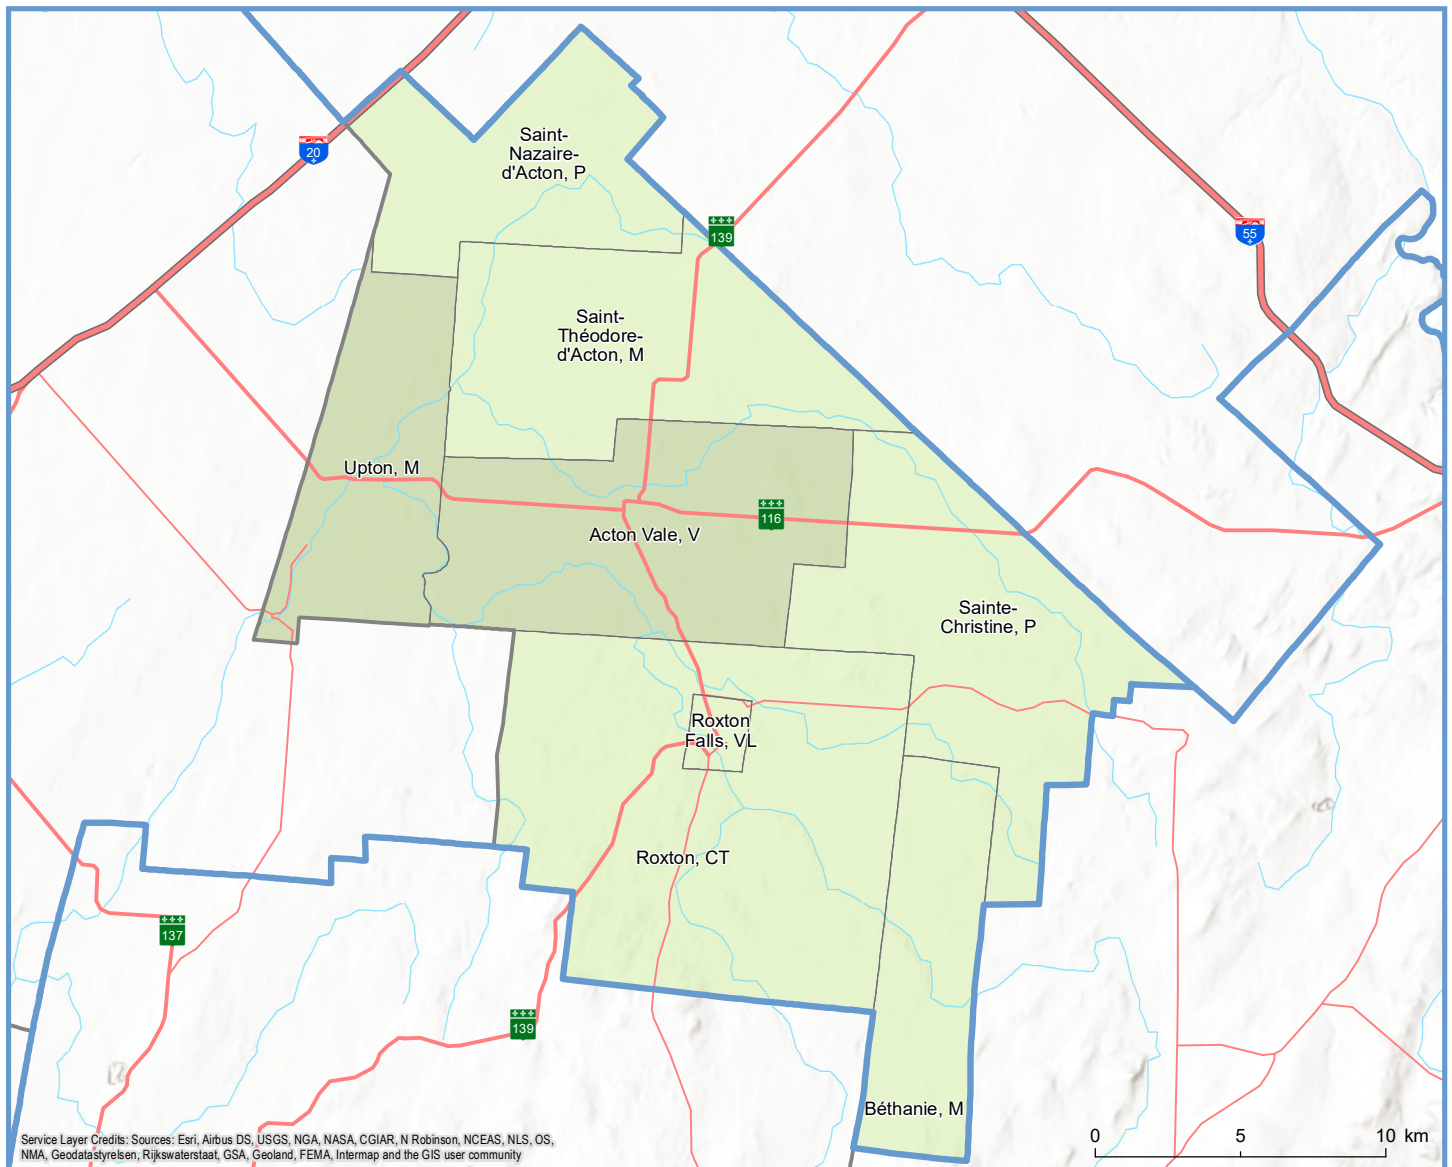 Saint-
Nazaire-
d'Acton, P
20
139
55
Saint-
Théodore-
d'Acton, M
Upton, M
116
Acton Vale, V
Sainte-
Christine, P
Roxton
Falls, VL
Roxton, CT
137
139
Béthanie, M
0 5 10 km
Service Layer Credits: Sources: Esri, Airbus DS, USGS, NGA, NASA, CGIAR, N Robinson, NCEAS, NLS, OS,
NMA, Geodatastyrelsen, Rijkswaterstaat, GSA, Geoland, FEMA, Intermap and the GIS user community